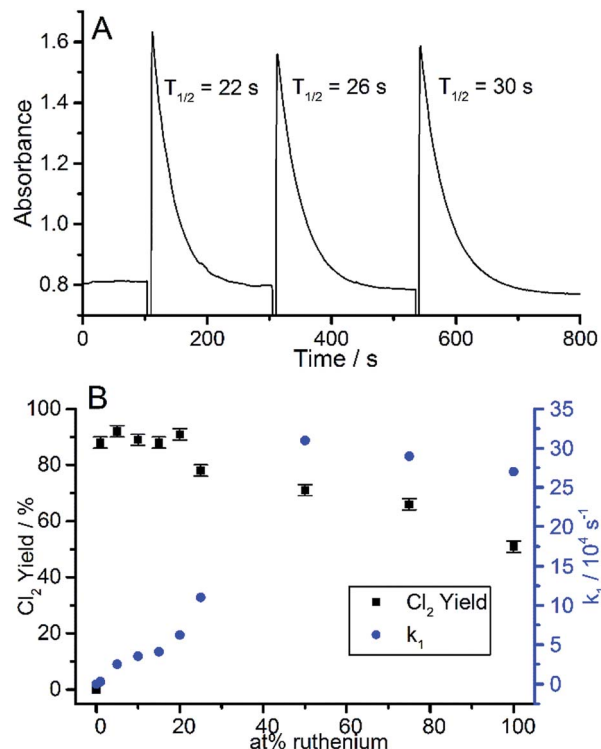 A
T1/2 = 22 s
T1/2 = 26 s
T1/2 = 30 s
Absorbance
1.6
1.4
1.2
1.0
0.8
0
200
400
600
800
Time / s
B
Cl2 Yield / %
100
80
60
40
20
0
35
30
25
20
15
10
5
0
k1 / 10^4 s^-1
Cl2 Yield
k1
0
20
40
60
80
100
at% ruthenium